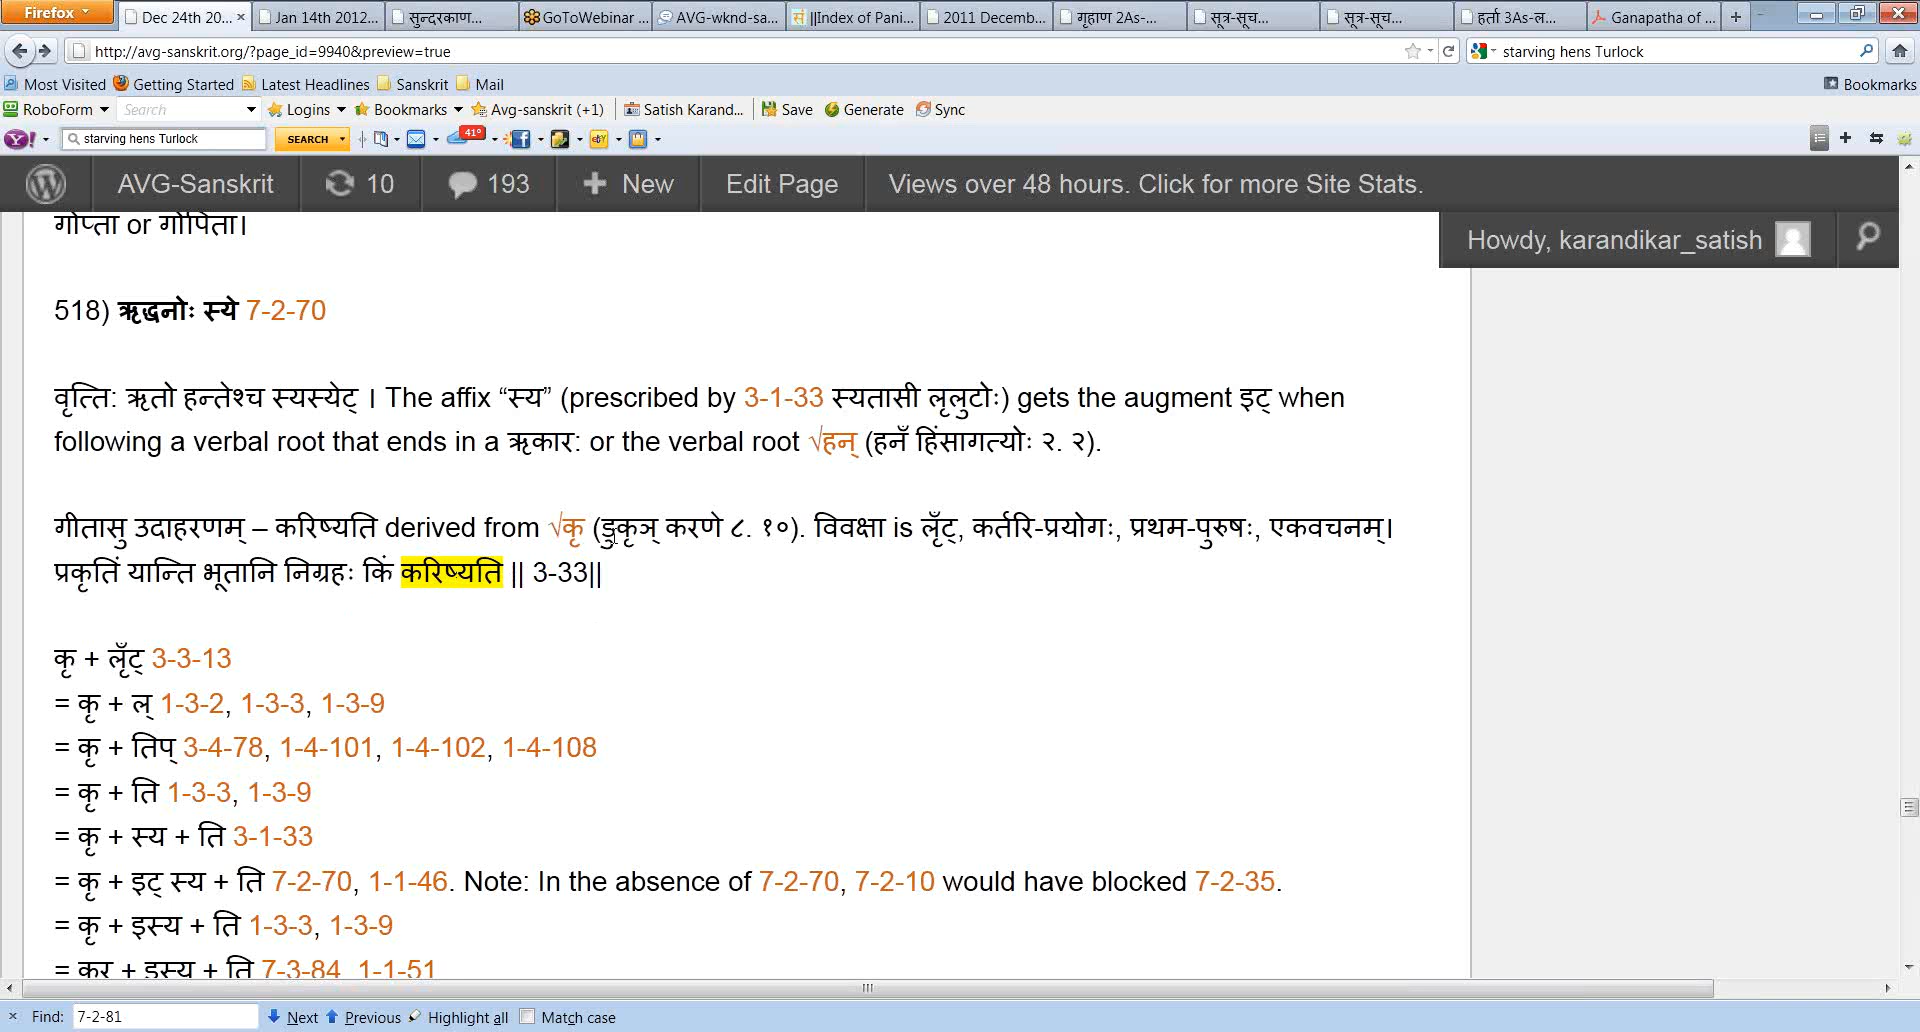 Firefox
Dec 24th 20...
Jan 14th 2012...
सुन्दरकाण...
GoToWebinar ...
AVG-wknd-sa...
||Index of Pani...
2011 Decemb...
गृहाण 2As-...
सूत्र-सूच...
सूत्र-सूच...
हर्ता 3As-ल...
Ganapatha of ...
http://avg-sanskrit.org/?page_id=9940&preview=true
starving hens Turlock
Most Visited Getting Started Latest Headlines Sanskrit Mail Bookmarks
RoboForm Search Logins Bookmarks Avg-sanskrit (+1) Satish Karand... Save Generate Sync
starving hens Turlock SEARCH 41°
AVG-Sanskrit 10 193 New Edit Page Views over 48 hours. Click for more Site Stats.
Howdy, karandikar_satish
गोप्ता or गोपिता।
518) ऋद्धनोः स्ये 7-2-70
वृत्ति: ऋतो हन्तेश्च स्यस्येट् । The affix “स्य” (prescribed by 3-1-33 स्यतासी लृलुटोः) gets the augment इट् when
following a verbal root that ends in a ऋकार: or the verbal root √हन् (हनँ हिंसागत्योः २. २).
गीतासु उदाहरणम् – करिष्यति derived from √कृ (डुकृञ् करणे ८. १०). विवक्षा is लृँट्, कर्तरि-प्रयोगः, प्रथम-पुरुषः, एकवचनम्।
प्रकृतिं यान्ति भूतानि निग्रहः किं करिष्यति || 3-33||
कृ + लृँट् 3-3-13
= कृ + ल् 1-3-2, 1-3-3, 1-3-9
= कृ + तिप् 3-4-78, 1-4-101, 1-4-102, 1-4-108
= कृ + ति 1-3-3, 1-3-9
= कृ + स्य + ति 3-1-33
= कृ + इट् स्य + ति 7-2-70, 1-1-46. Note: In the absence of 7-2-70, 7-2-10 would have blocked 7-2-35.
= कृ + इस्य + ति 1-3-3, 1-3-9
= कर् + इस्य + ति 7-3-84, 1-1-51
Find: 7-2-81 Next Previous Highlight all Match case